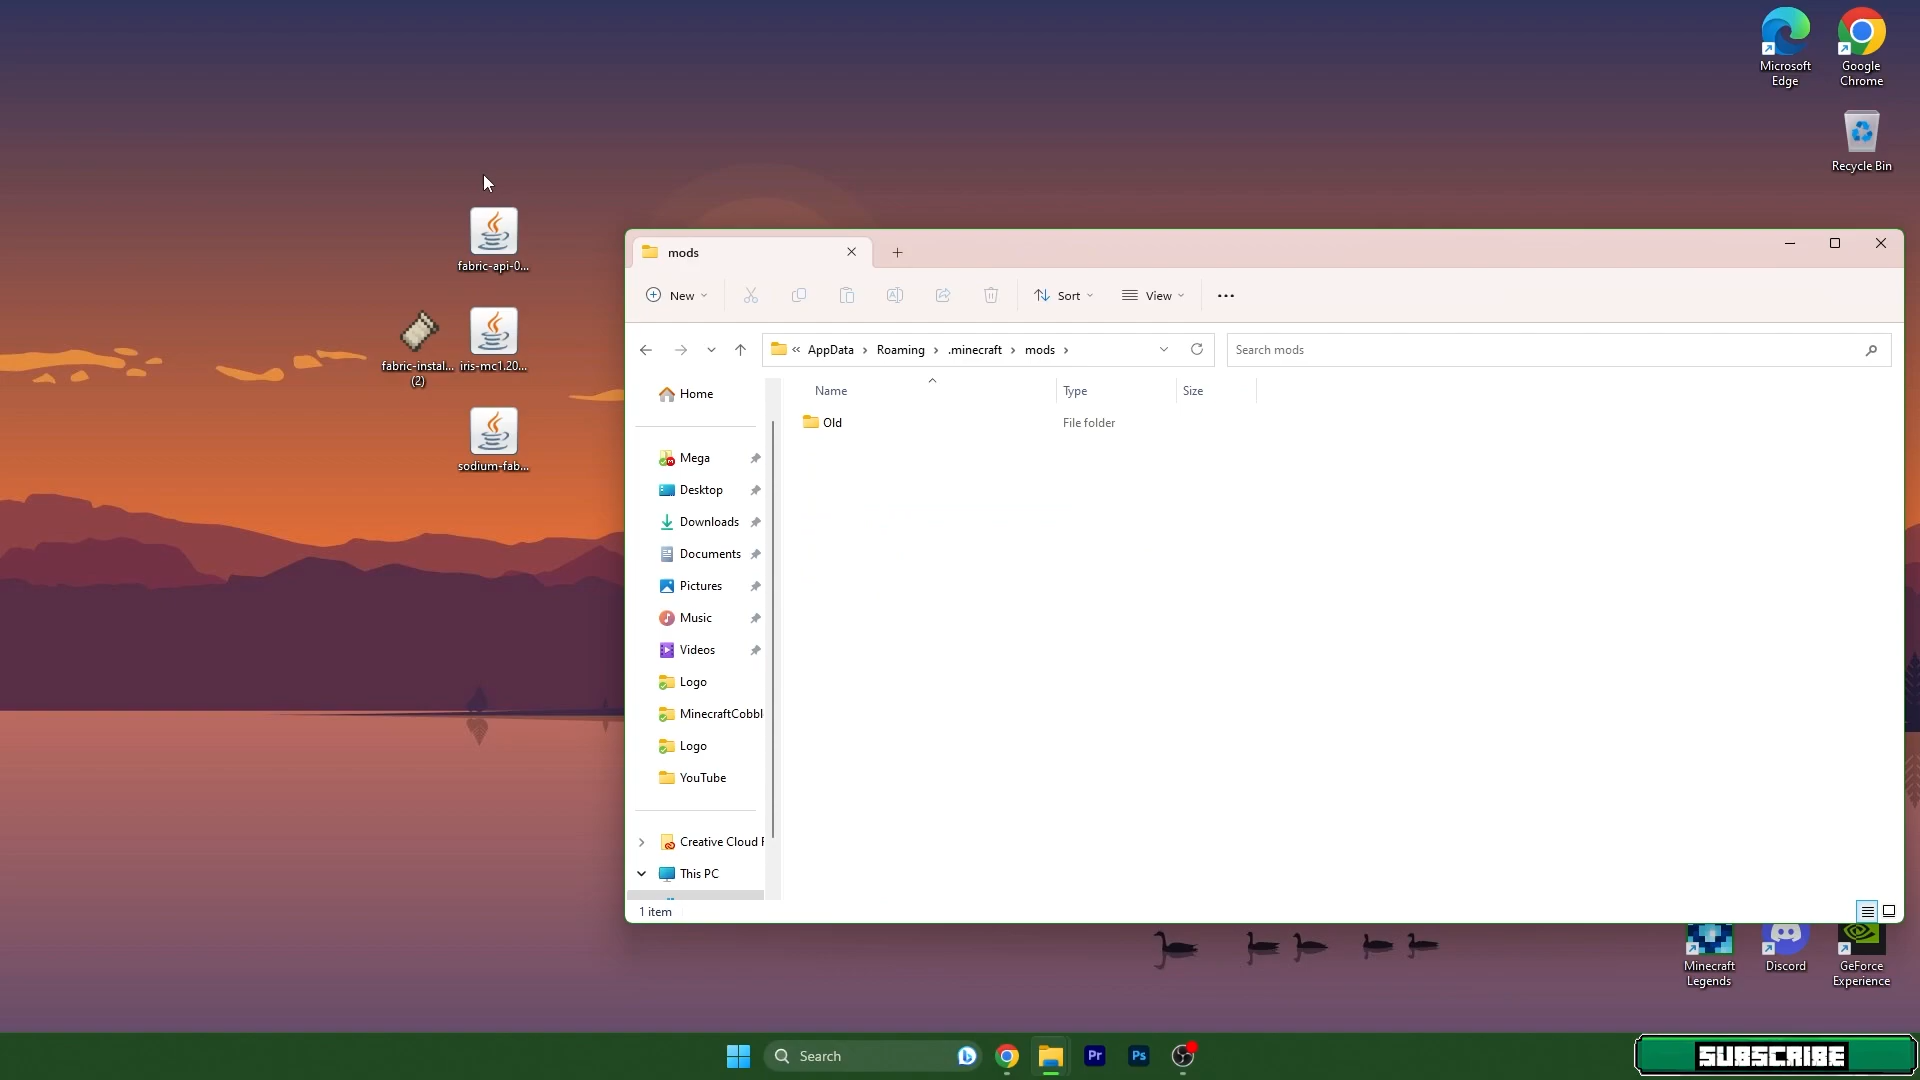 Microsoft
Edge
Google
Chrome
Recycle Bin
fabric-api-0...
fabric-instal...
(2)
iris-mc1.20...
sodium-fab...
mods
New
Sort
View
« AppData › Roaming › .minecraft › mods ›
Search mods
Home
Mega
Desktop
Downloads
Documents
Pictures
Music
Videos
Logo
MinecraftCobbl
Logo
YouTube
Creative Cloud F
This PC
Name
Type
Size
Old
File folder
1 item
Minecraft
Legends
Discord
GeForce
Experience
Search
Pr
Ps
SUBSCRIBE